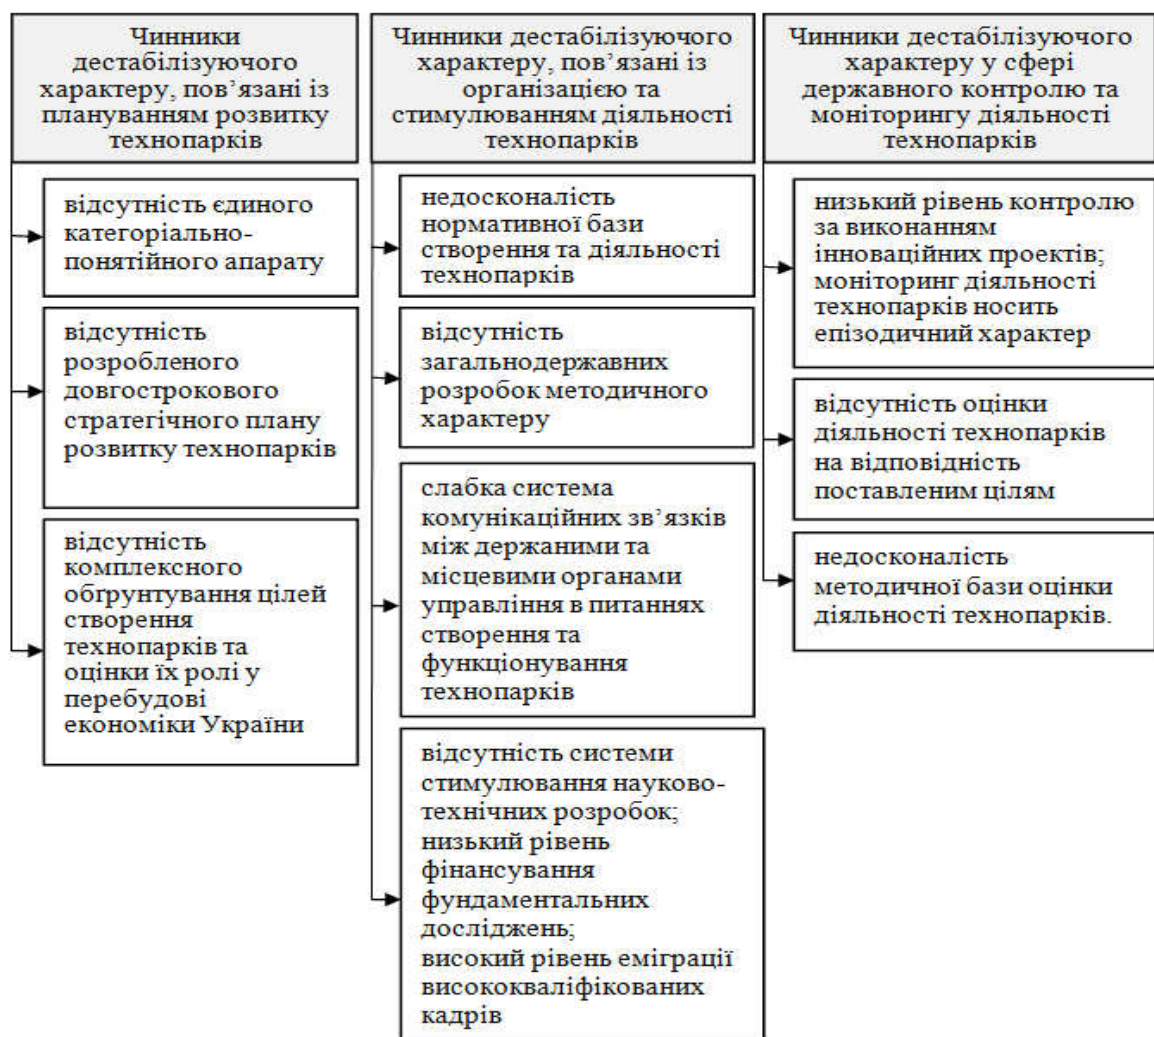 Чинники
дестабілізуючого
характеру, пов’язані із
плануванням розвитку
технопарків
відсутність єдиного
категоріально-
понятійного апарату
відсутність
розробленого
довгострокового
стратегічного плану
розвитку технопарків
відсутність
комплексного
обґрунтування цілей
створення
технопарків та
оцінки їх ролі у
перебудові
економіки України
Чинники дестабілізуючого
характеру, пов’язані із
організацією та
стимулюванням діяльності
технопарків
недосконалість
нормативної бази
створення та діяльності
технопарків
відсутність
загальнодержавних
розробок методичного
характеру
слабка система
комунікаційних зв’язків
між держаними та
місцевими органами
управління в питаннях
створення та
функціонування
технопарків
відсутність системи
стимулювання науково-
технічних розробок;
низький рівень
фінансування
фундаментальних
досліджень;
високий рівень еміграції
висококваліфікованих
кадрів
Чинники дестабілізуючого
характеру у сфері
державного контролю та
моніторингу діяльності
технопарків
низький рівень контролю
за виконанням
інноваційних проектів;
моніторинг діяльності
технопарків носить
епізодичний характер
відсутність оцінки
діяльності технопарків
на відповідність
поставленим цілям
недосконалість
методичної бази оцінки
діяльності технопарків.